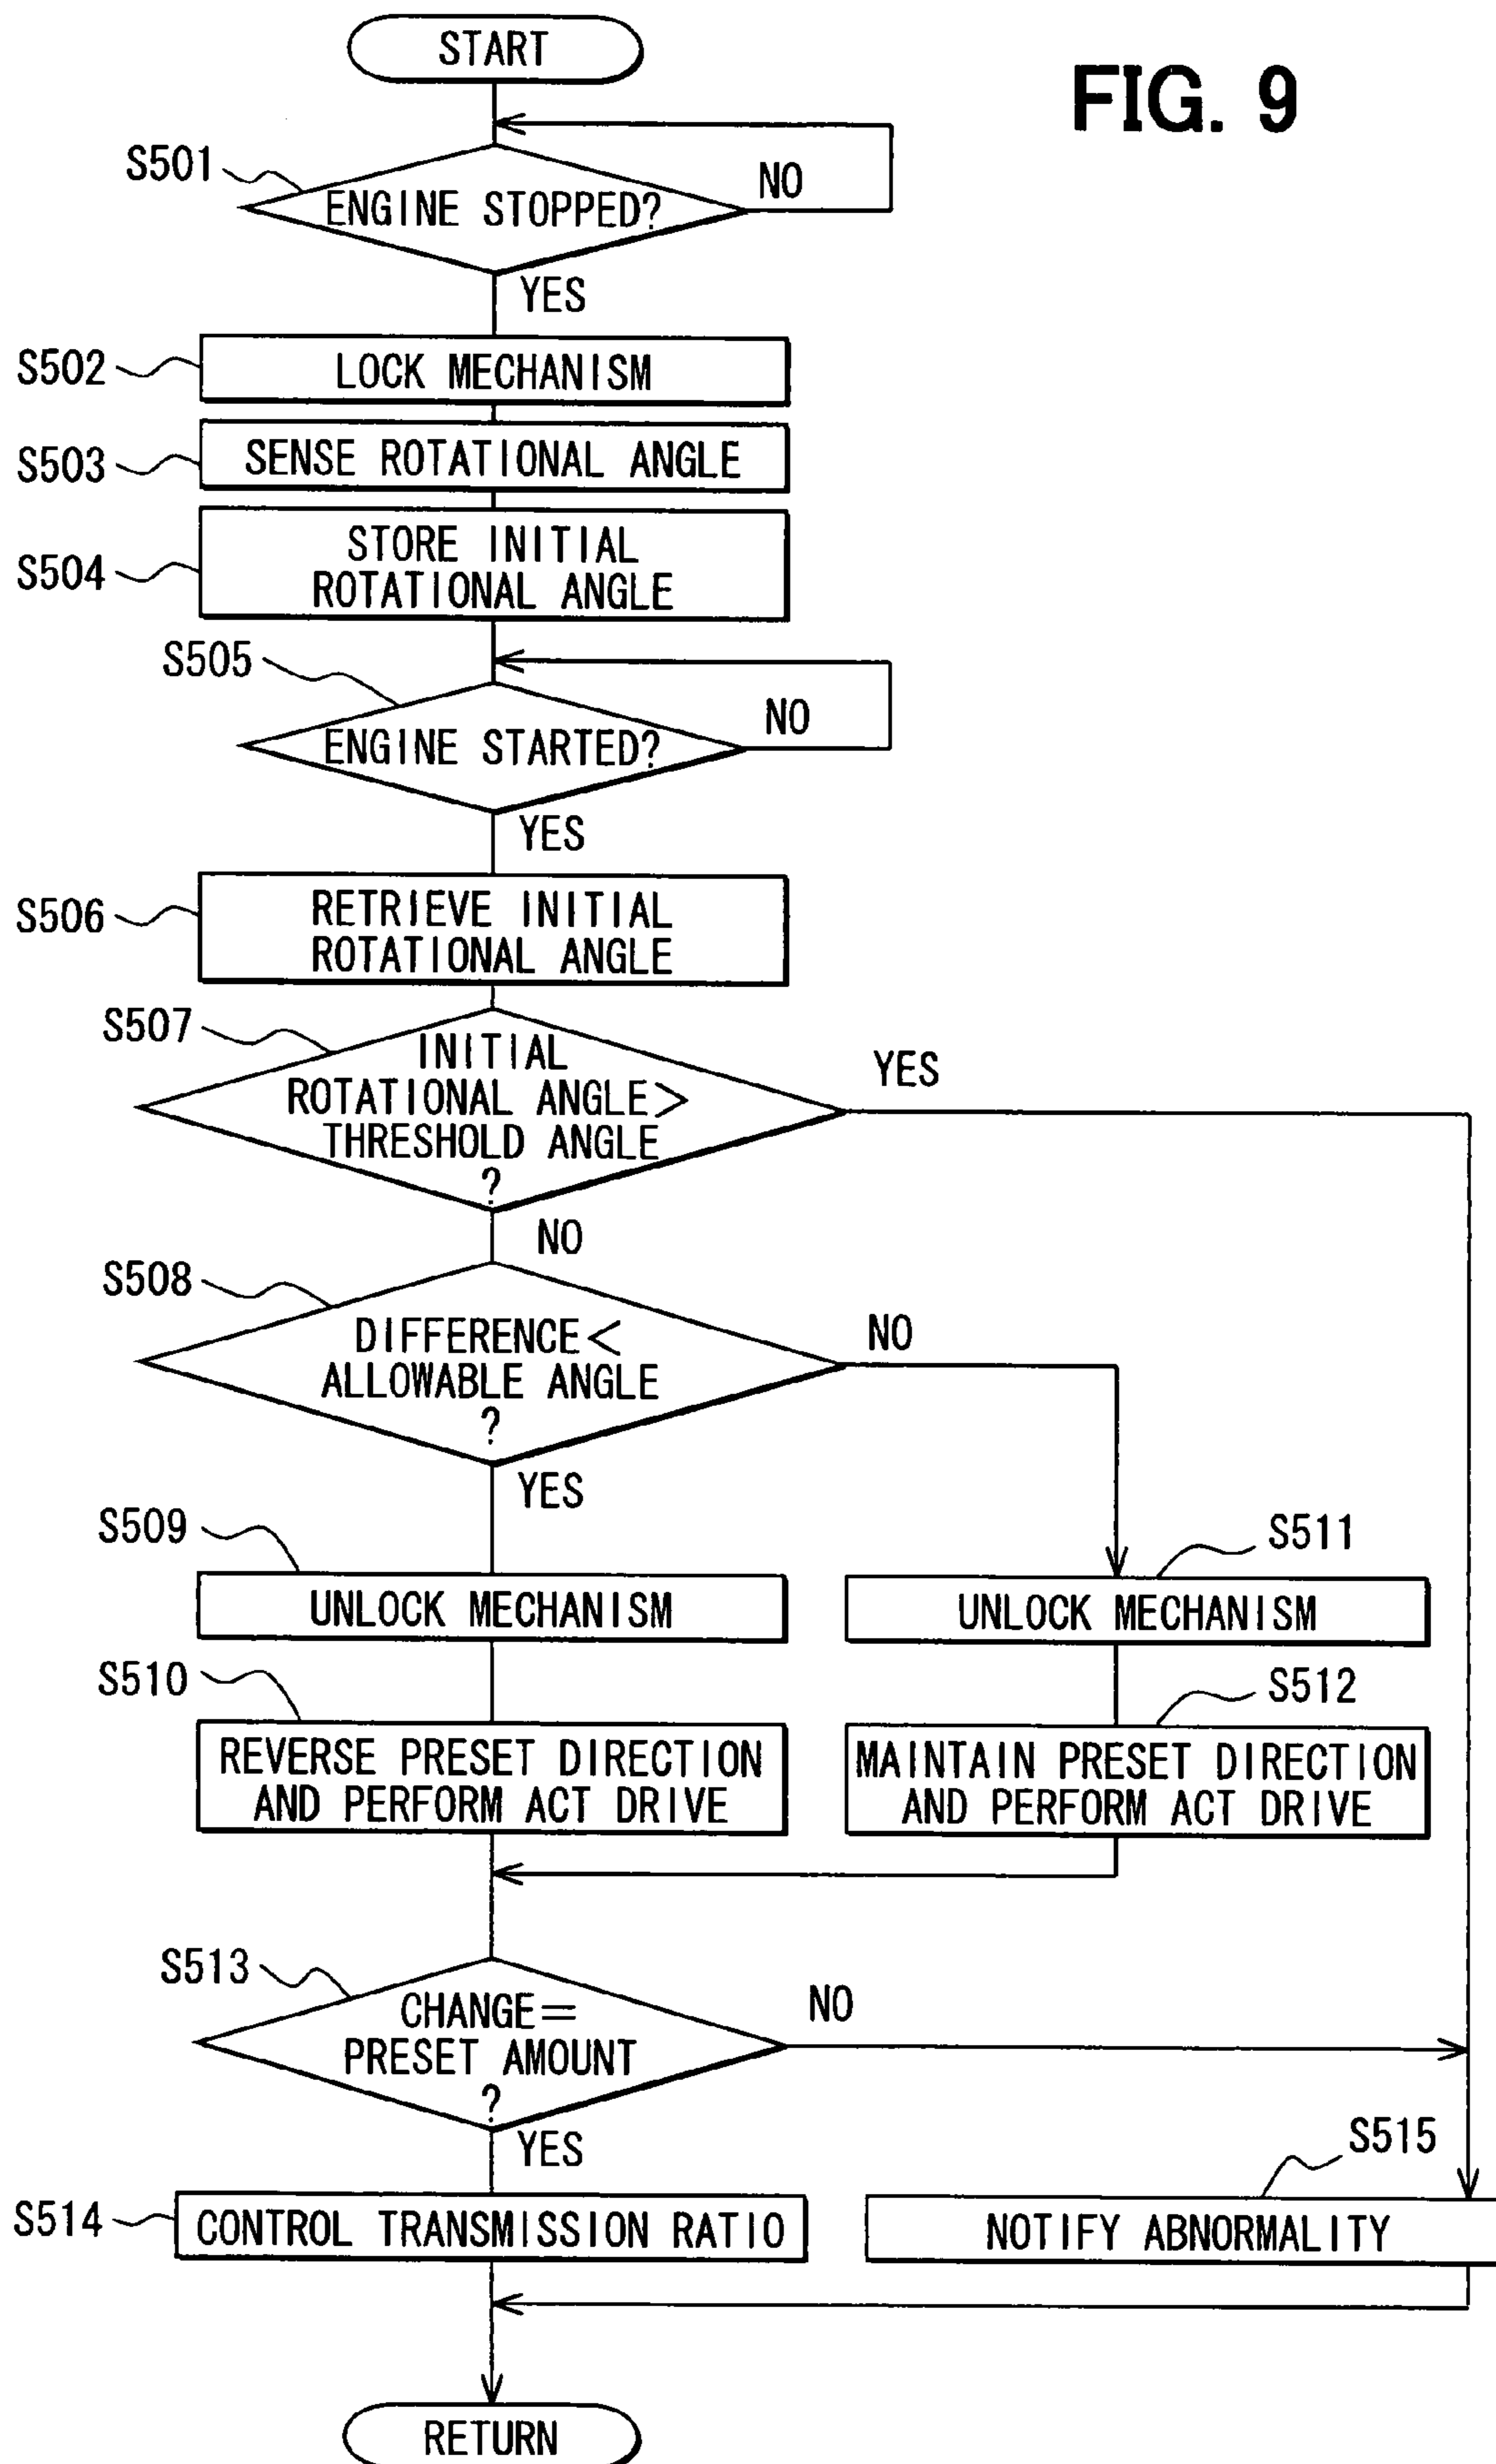 START
FIG. 9
S501
ENGINE STOPPED?
NO
YES
S502
LOCK MECHANISM
S503
SENSE ROTATIONAL ANGLE
S504
STORE INITIAL
ROTATIONAL ANGLE
S505
ENGINE STARTED?
NO
YES
S506
RETRIEVE INITIAL
ROTATIONAL ANGLE
S507
INITIAL
ROTATIONAL ANGLE>
THRESHOLD ANGLE
?
YES
NO
S508
DIFFERENCE<
ALLOWABLE ANGLE
?
NO
YES
S509
UNLOCK MECHANISM
S511
UNLOCK MECHANISM
S510
REVERSE PRESET DIRECTION
AND PERFORM ACT DRIVE
S512
MAINTAIN PRESET DIRECTION
AND PERFORM ACT DRIVE
S513
CHANGE=
PRESET AMOUNT
?
NO
YES
S514
CONTROL TRANSMISSION RATIO
S515
NOTIFY ABNORMALITY
RETURN